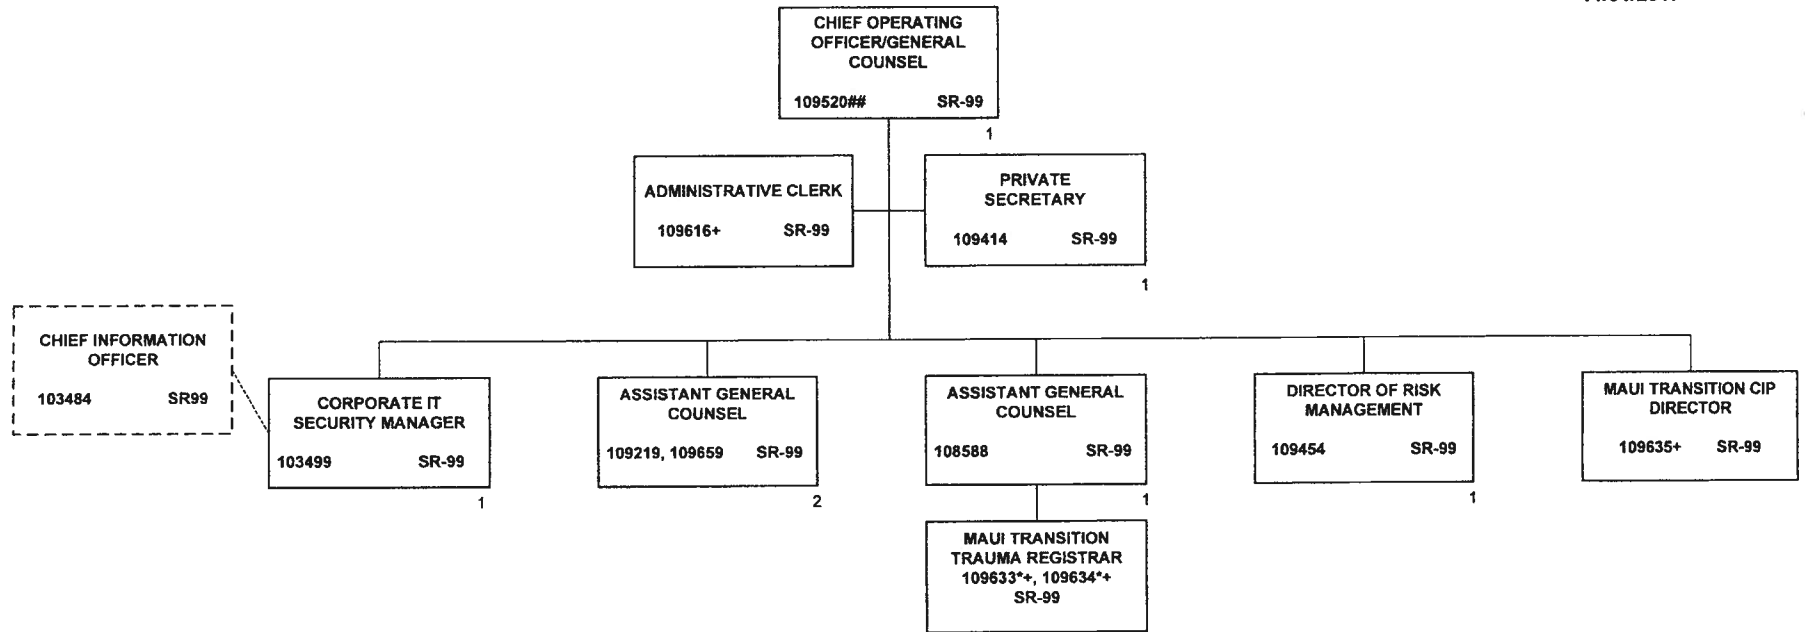 CHIEF OPERATING
OFFICER/GENERAL
COUNSEL
109520## SR-99
1
ADMINISTRATIVE CLERK
109616+ SR-99
PRIVATE
SECRETARY
109414 SR-99
1
CHIEF INFORMATION
OFFICER
103484 SR99
CORPORATE IT
SECURITY MANAGER
103499 SR-99
1
ASSISTANT GENERAL
COUNSEL
109219, 109659 SR-99
2
ASSISTANT GENERAL
COUNSEL
108588 SR-99
1
DIRECTOR OF RISK
MANAGEMENT
109454 SR-99
1
MAUI TRANSITION CIP
DIRECTOR
109635+ SR-99
MAUI TRANSITION
TRAUMA REGISTRAR
109633*+, 109634*+
SR-99